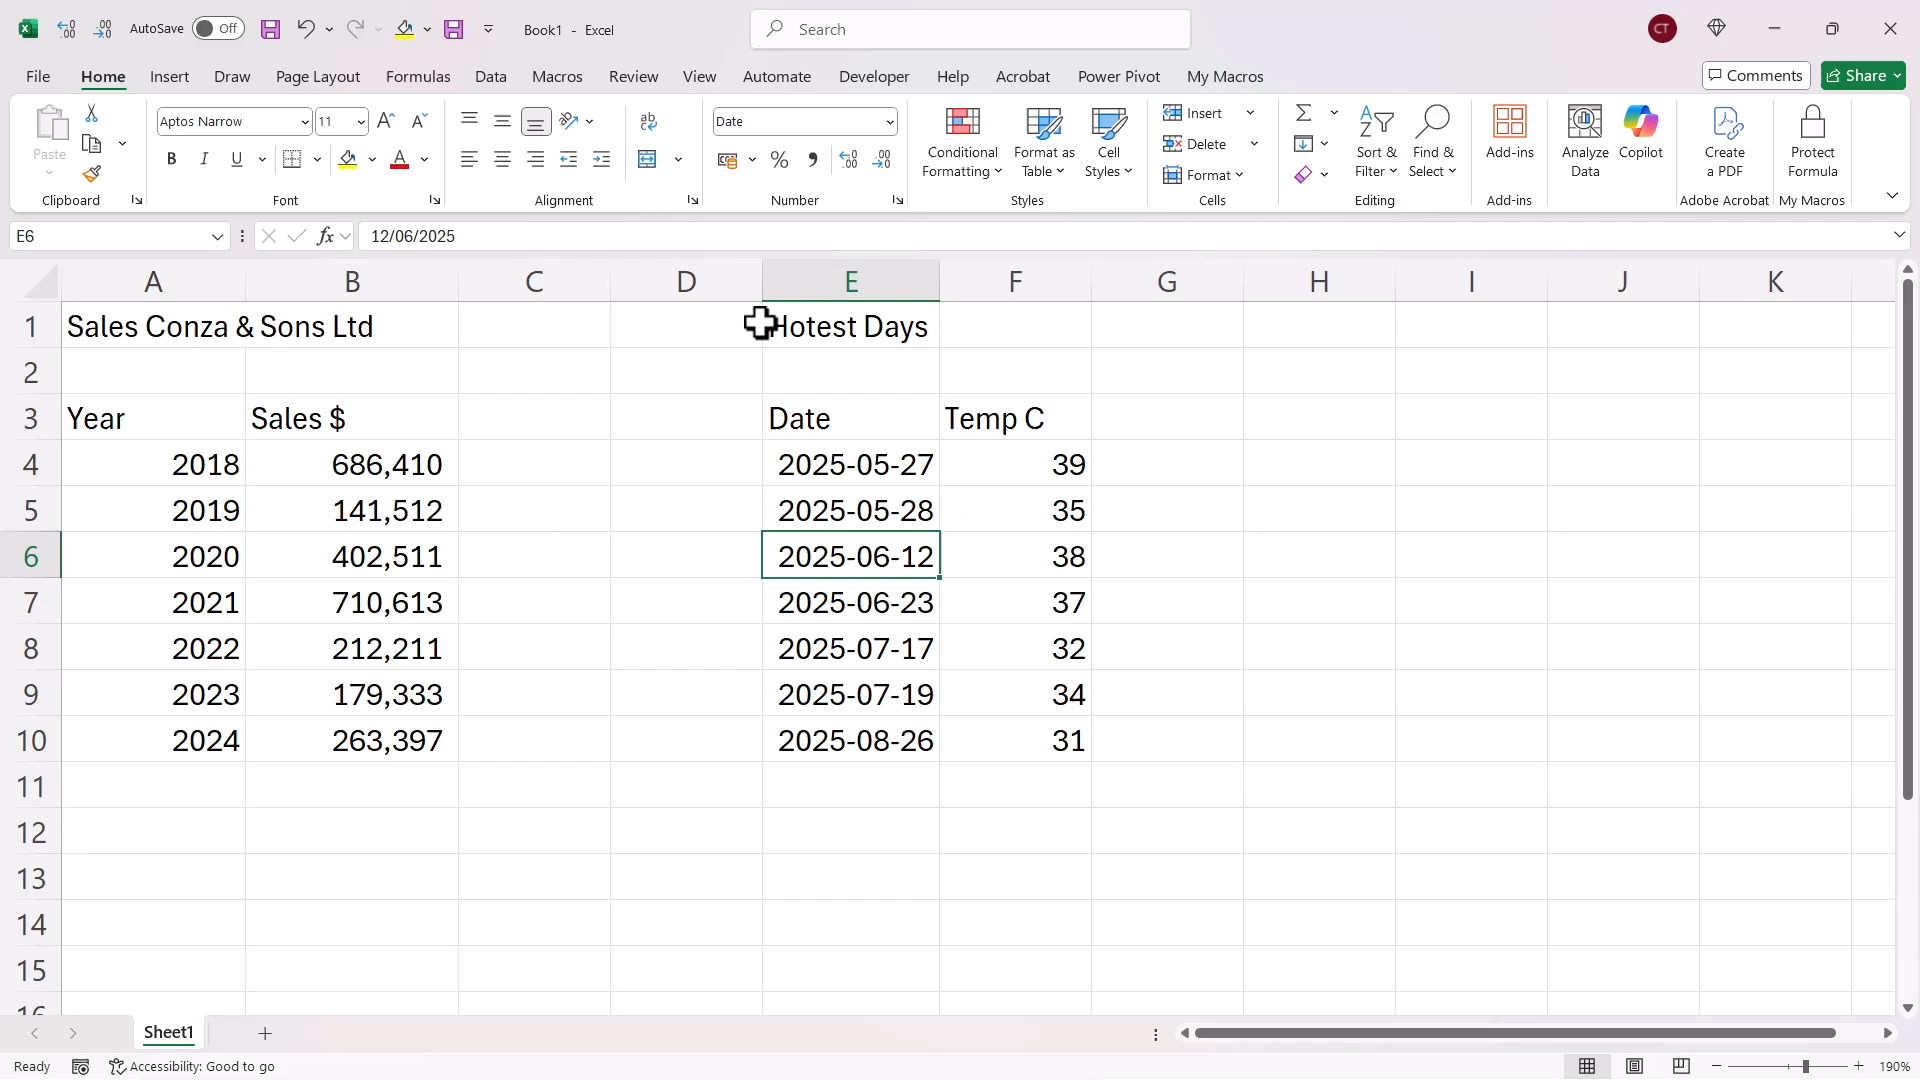 AutoSave Off Book1 - Excel Search CT
File Home Insert Draw Page Layout Formulas Data Macros Review View Automate Developer Help Acrobat Power Pivot My Macros Comments Share
Paste Clipboard
Aptos Narrow 11 B I U A Font
ab Alignment
Date % Number
Conditional Formatting Format as Table Cell Styles Styles
Insert Delete Format Cells
Sort & Filter Find & Select Editing
Add-ins Add-ins
Analyze Data Copilot
Create a PDF Adobe Acrobat
Protect Formula My Macros
E6 fx 12/06/2025
A B C D E F G H I J K
1 Sales Conza & Sons Ltd Hotest Days
2
3 Year Sales $ Date Temp C
4 2018 686,410 2025-05-27 39
5 2019 141,512 2025-05-28 35
6 2020 402,511 2025-06-12 38
7 2021 710,613 2025-06-23 37
8 2022 212,211 2025-07-17 32
9 2023 179,333 2025-07-19 34
10 2024 263,397 2025-08-26 31
11
12
13
14
15
16
Sheet1
Ready Accessibility: Good to go 190%